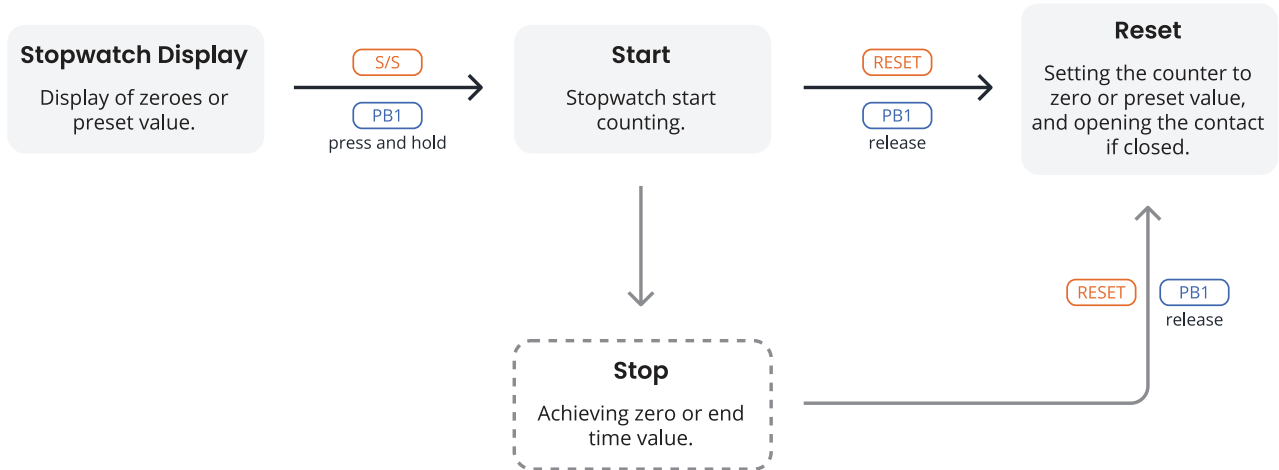 Stopwatch Display
Display of zeroes or
preset value.
S/S
PB1
press and hold
Start
Stopwatch start
counting.
RESET
PB1
release
Reset
Setting the counter to
zero or preset value,
and opening the contact
if closed.
RESET
PB1
release
Stop
Achieving zero or end
time value.